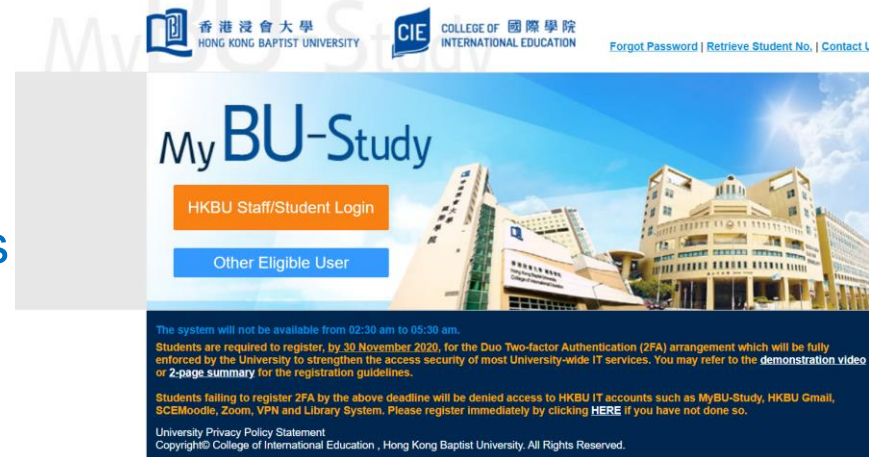 香港浸會大學
HONG KONG BAPTIST UNIVERSITY
CIE
COLLEGE OF 國際學院
INTERNATIONAL EDUCATION
Forgot Password | Retrieve Student No. | Contact U
MyBU-Study
My BU-Study
HKBU Staff/Student Login
Other Eligible User
S
The system will not be available from 02:30 am to 05:30 am.
Students are required to register, by 30 November 2020, for the Duo Two-factor Authentication (2FA) arrangement which will be fully
enforced by the University to strengthen the access security of most University-wide IT services. You may refer to the demonstration video
or 2-page summary for the registration guidelines.
Students failing to register 2FA by the above deadline will be denied access to HKBU IT accounts such as MyBU-Study, HKBU Gmail,
SCEMoodle, Zoom, VPN and Library System. Please register immediately by clicking HERE if you have not done so.
University Privacy Policy Statement
Copyright© College of International Education , Hong Kong Baptist University. All Rights Reserved.